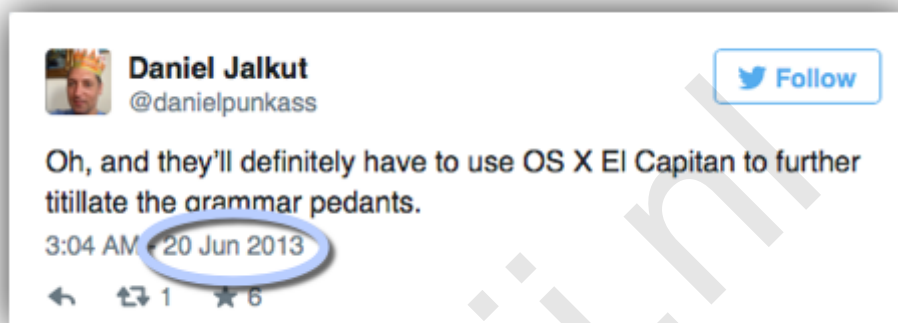 Daniel Jalkut
@danielpunkass
Follow
Oh, and they'll definitely have to use OS X El Capitan to further
titillate the grammar pedants.
3:04 AM - 20 Jun 2013
1 6